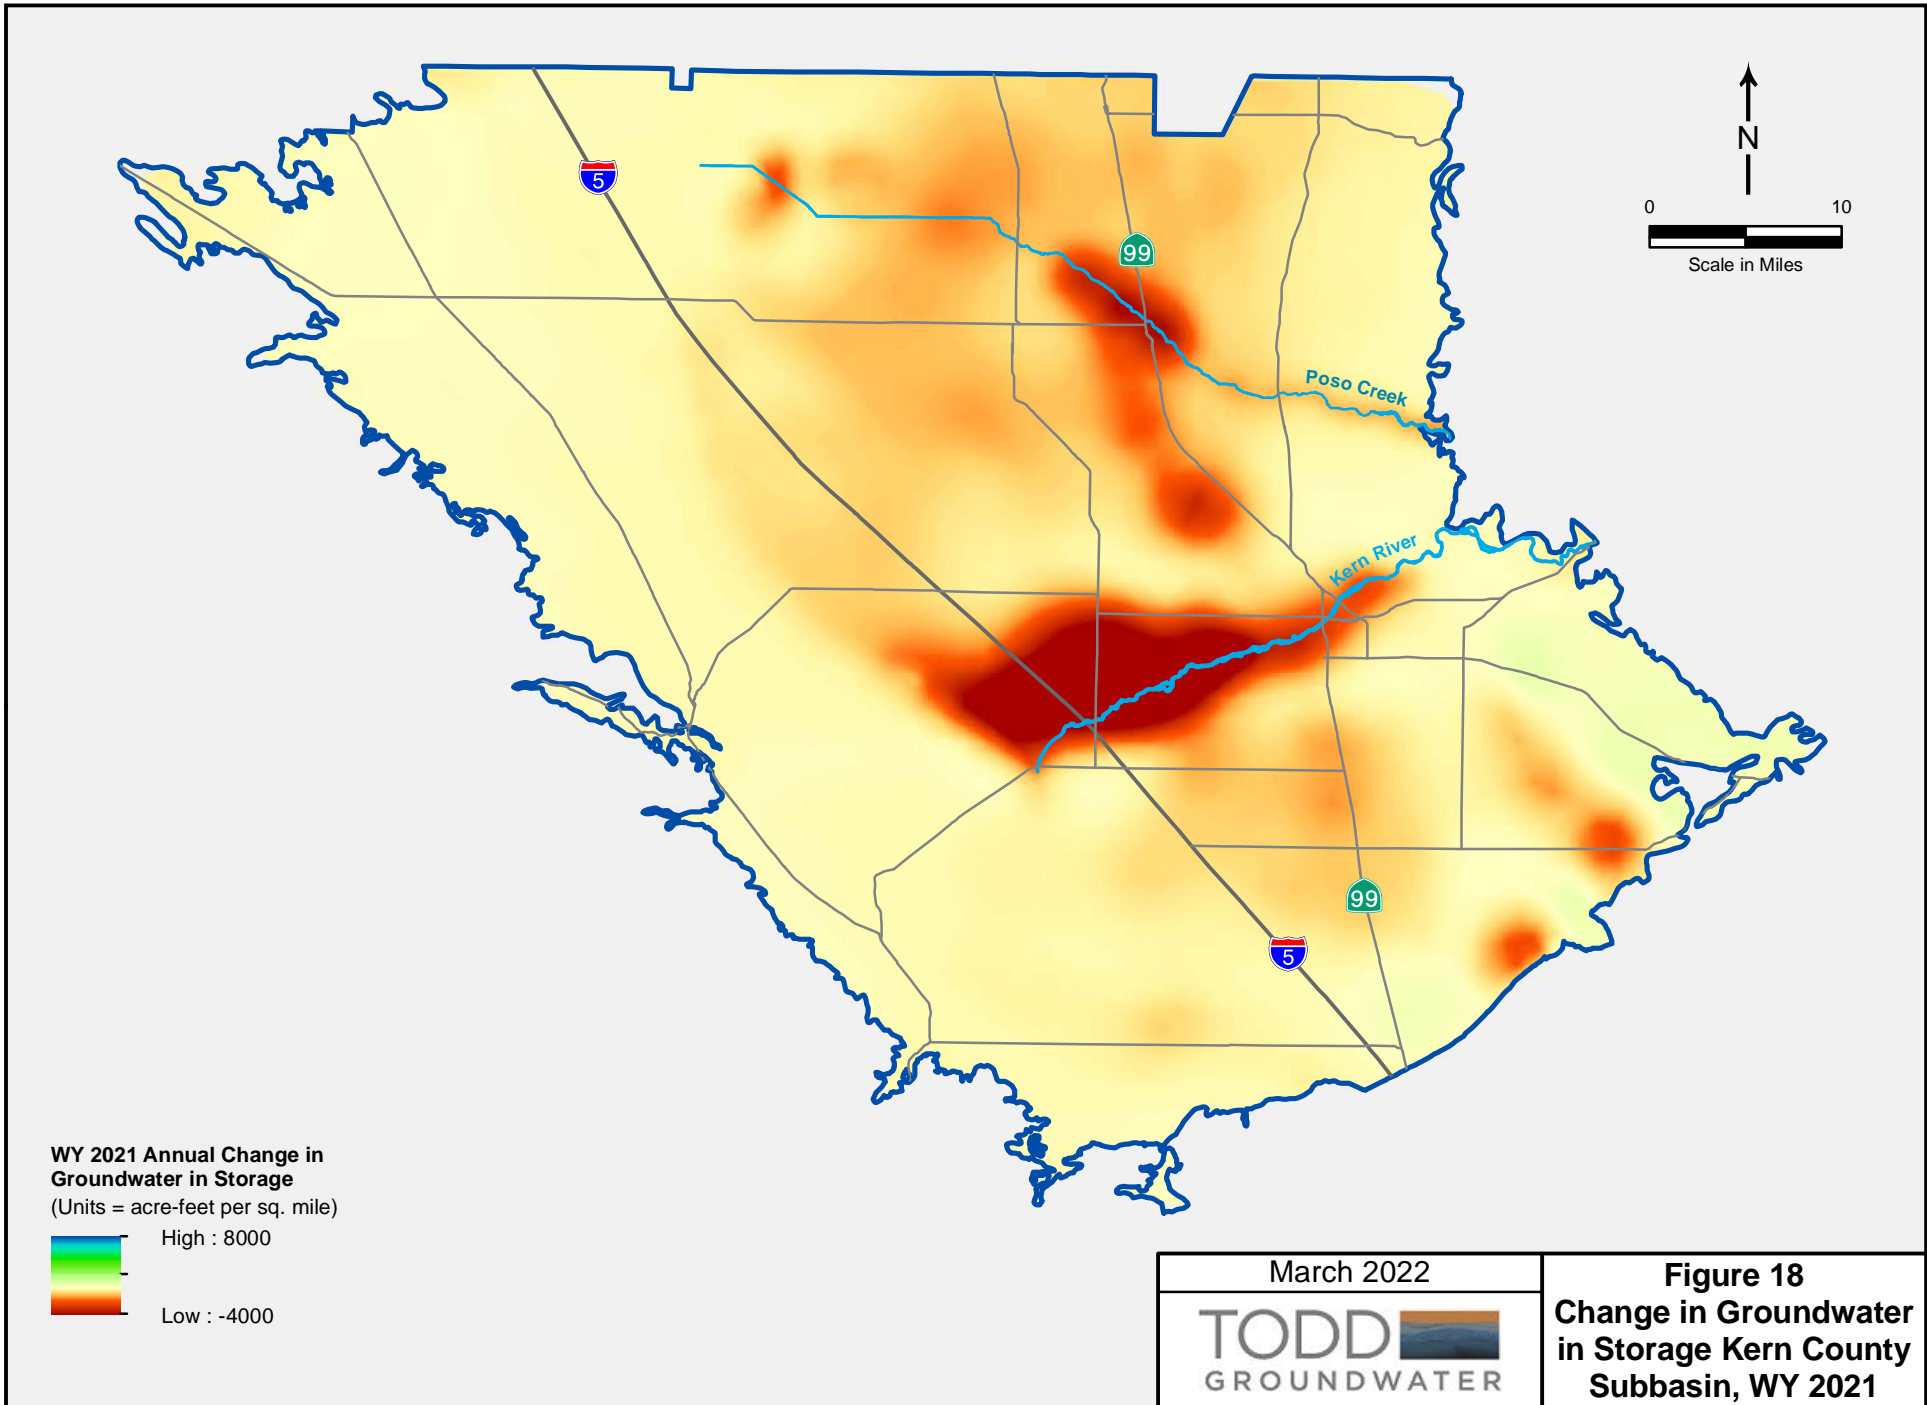 N
0 10
Scale in Miles
5
99
Poso Creek
Kern River
99
5
WY 2021 Annual Change in
Groundwater in Storage
(Units = acre-feet per sq. mile)
High : 8000
Low : -4000
March 2022
TODD
GROUNDWATER
Figure 18
Change in Groundwater
in Storage Kern County
Subbasin, WY 2021